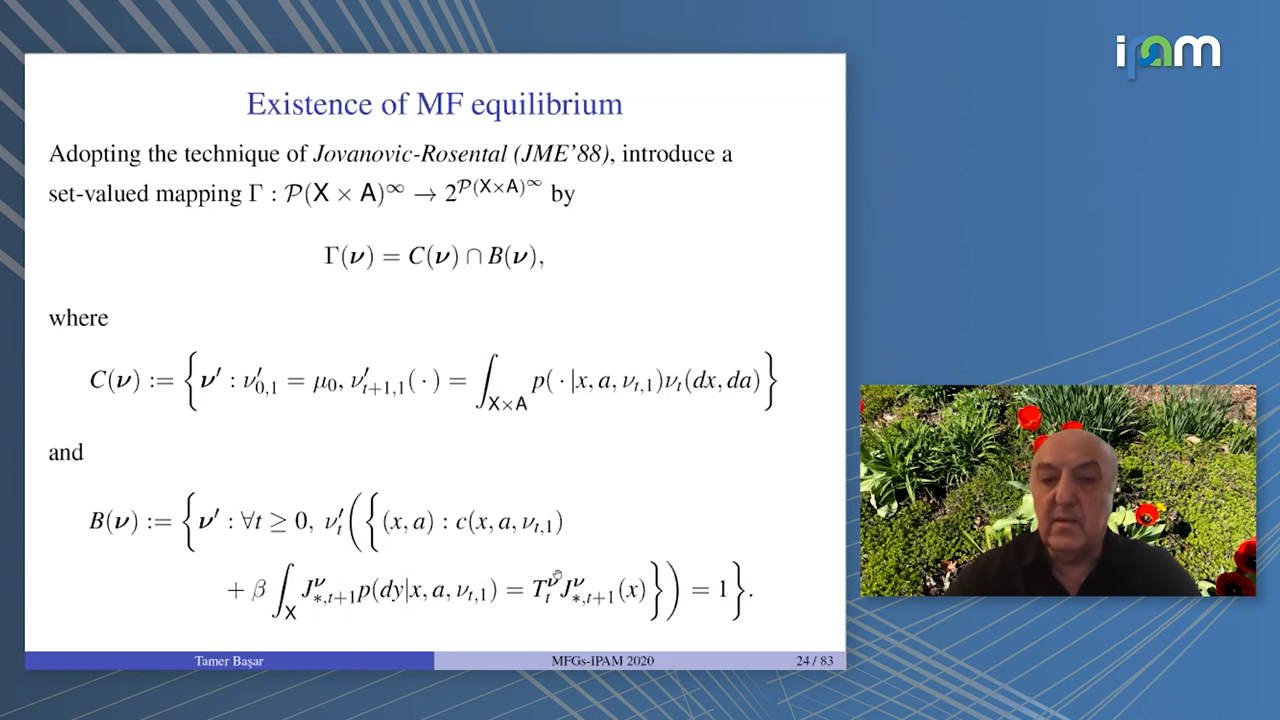 ipam
Existence of MF equilibrium
Adopting the technique of Jovanovic-Rosental (JME'88), introduce a
set-valued mapping Γ : 𝒫(X × A)^∞ → 2^{𝒫(X×A)^∞} by
Γ(ν) = C(ν) ∩ B(ν),
where
C(ν) := { ν′ : ν′_{0,1} = μ_0, ν′_{t+1,1}( · ) = ∫_{X×A} p( · |x, a, ν_{t,1})ν_t(dx, da) }
and
B(ν) := { ν′ : ∀t ≥ 0, ν′_t ( { (x, a) : c(x, a, ν_{t,1})
+ β ∫_X J^ν_{*,t+1} p(dy|x, a, ν_{t,1}) = T^ν_t J^ν_{*,t+1}(x) } ) = 1 }.
Tamer Başar MFGs-IPAM 2020 24 / 83